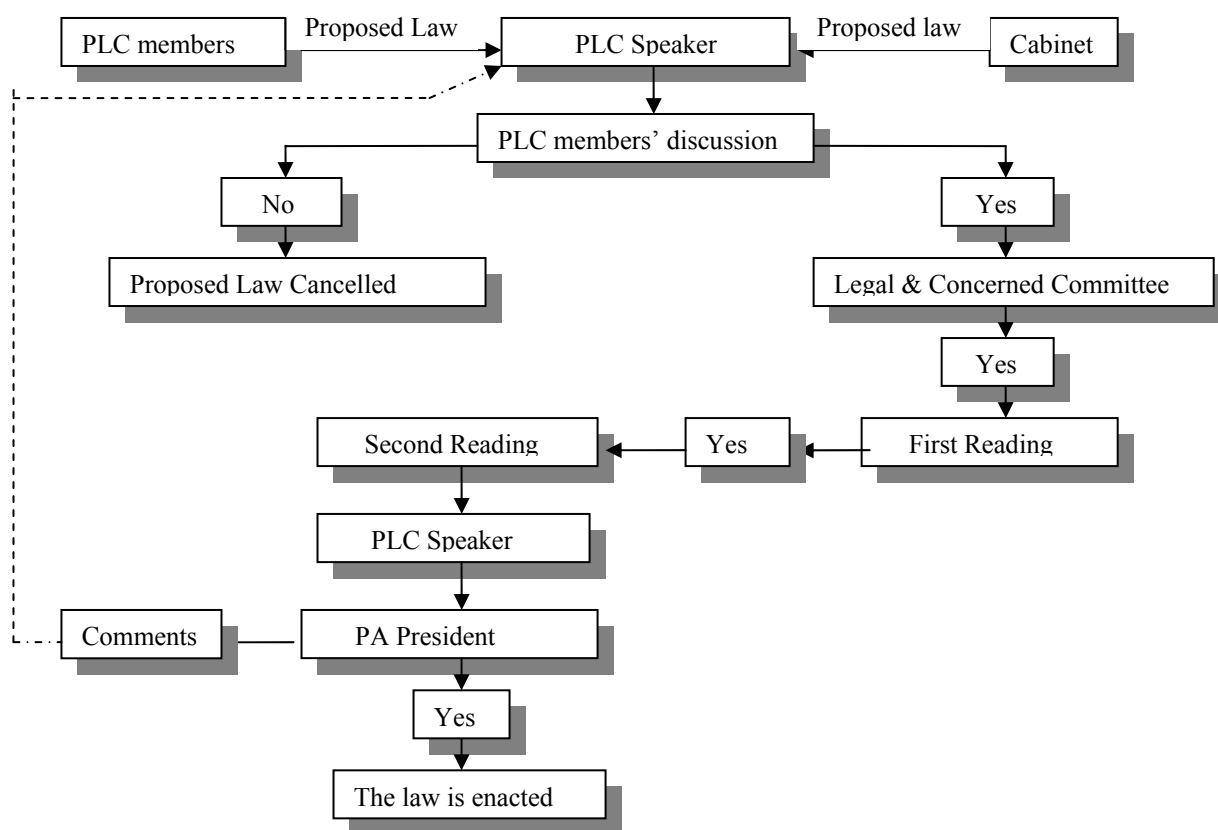 PLC members
Proposed Law
PLC Speaker
Proposed law
Cabinet
PLC members’ discussion
No
Yes
Proposed Law Cancelled
Legal & Concerned Committee
Yes
Second Reading
Yes
First Reading
PLC Speaker
Comments
PA President
Yes
The law is enacted